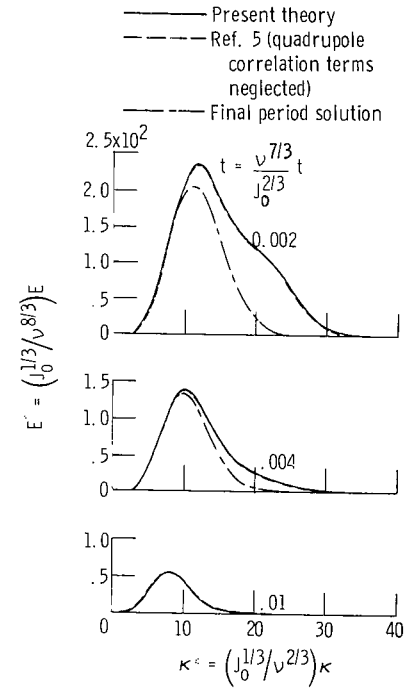 Present theory
Ref. 5 (quadrupole
correlation terms
neglected)
Final period solution
2.5x10²
2.0
1.5
1.0
.5
0
t = ν^{7/3}/J₀^{2/3} t
0.002
E* = (J₀^{1/3}/ν^{8/3})E
1.5
1.0
.5
0
.004
1.0
.5
.01
0 10 20 30 40
κ* = (J₀^{1/3}/ν^{2/3})κ